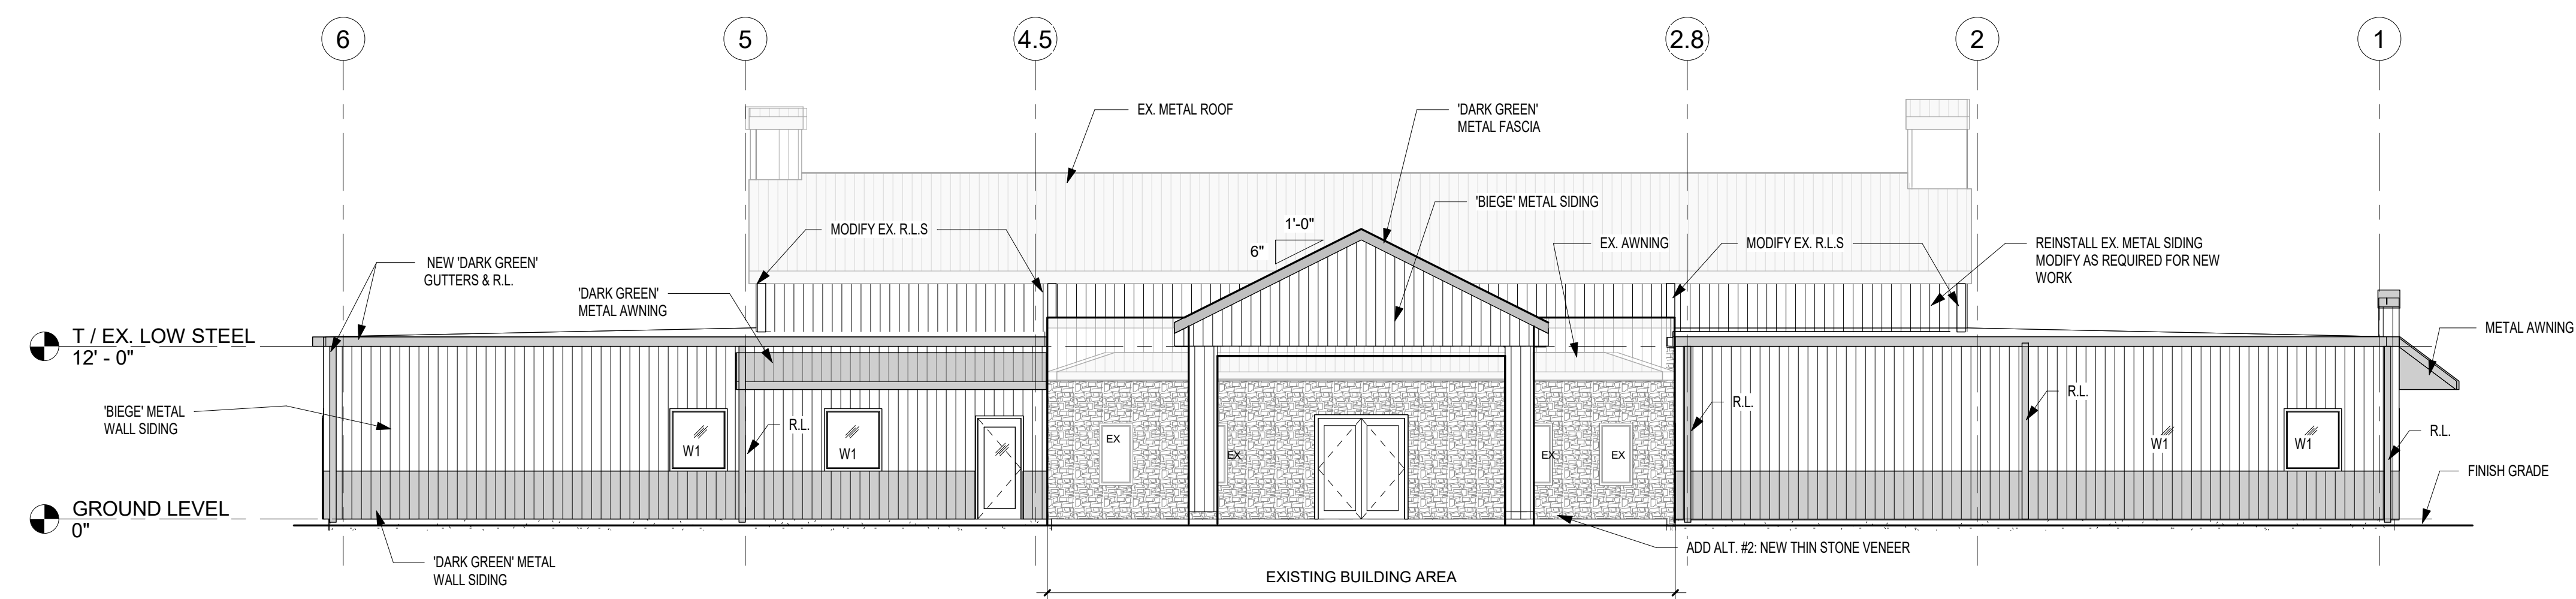 6
5
4.5
2.8
2
1
EX. METAL ROOF
'DARK GREEN'
METAL FASCIA
'BIEGE' METAL SIDING
1'-0"
6"
MODIFY EX. R.L.S
EX. AWNING
MODIFY EX. R.L.S
REINSTALL EX. METAL SIDING
MODIFY AS REQUIRED FOR NEW
WORK
NEW 'DARK GREEN'
GUTTERS & R.L.
'DARK GREEN'
METAL AWNING
T / EX. LOW STEEL
12' - 0"
METAL AWNING
'BIEGE' METAL
WALL SIDING
R.L.
R.L.
R.L.
R.L.
W1
W1
EX
EX
EX
EX
W1
W1
FINISH GRADE
GROUND LEVEL
0"
'DARK GREEN' METAL
WALL SIDING
ADD ALT. #2: NEW THIN STONE VENEER
EXISTING BUILDING AREA